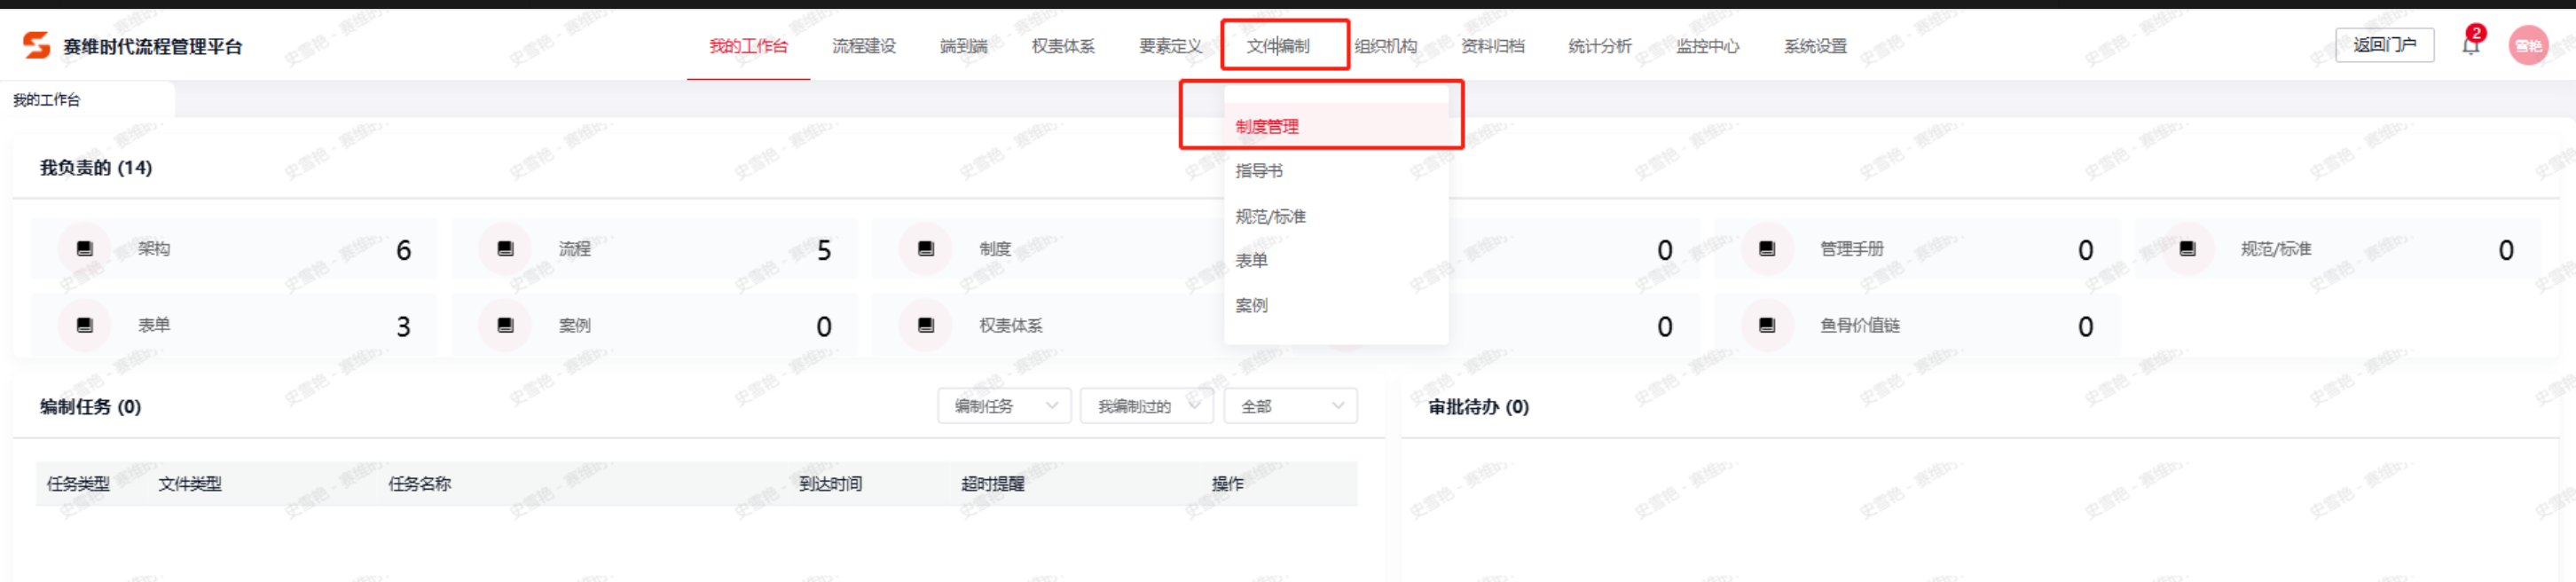 赛维时代流程管理平台
我的工作台 流程建设 端到端 权责体系 要素定义 文件编制 组织机构 资料归档 统计分析 监控中心 系统设置 返回门户 2 雪艳
我的工作台
制度管理
我负责的 (14)
指导书
规范/标准
架构 6 流程 5 制度 0 管理手册 0 规范/标准 0
表单
案例
表单 3 案例 0 权责体系 0 鱼骨价值链 0
编制任务 (0) 编制任务 我编制过的 全部 审批待办 (0)
任务类型 文件类型 任务名称 到达时间 超时提醒 操作